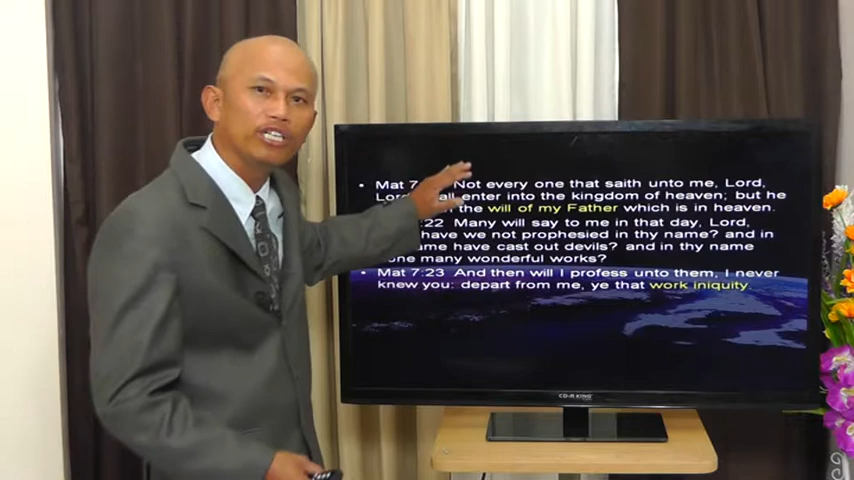 • Mat 7 Not every one that saith unto me, Lord,
all enter into the kingdom of heaven; but he
the will of my Father which is in heaven.
22 Many will say to me in that day, Lord,
have we not prophesied in thy name? and in
ame have cast out devils? and in thy name
one many wonderful works?
• Mat 7:23 And then will I profess unto them, I never
knew you: depart from me, ye that work iniquity.
CD-R KING